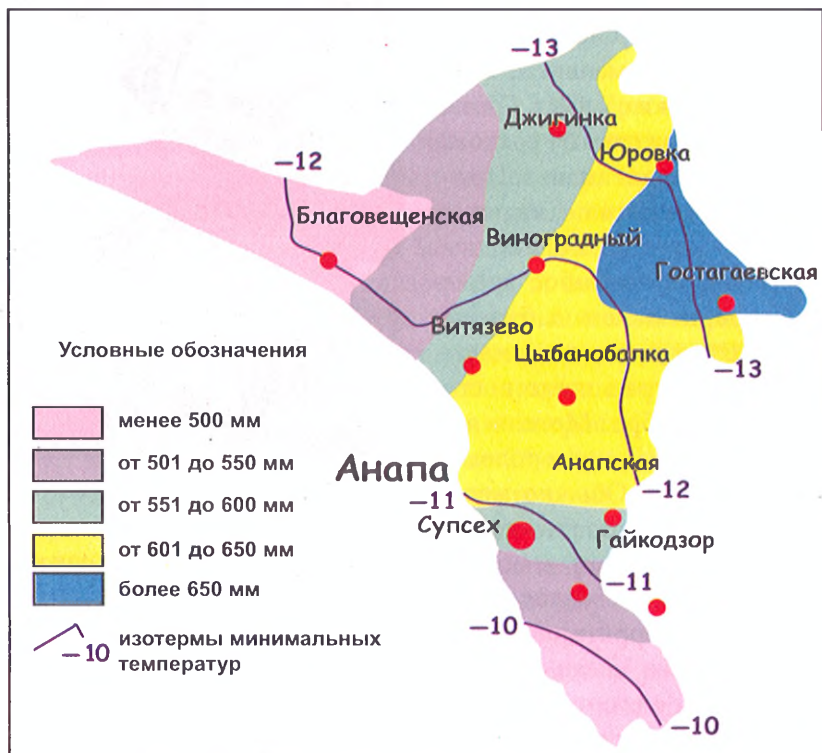 –13
Джигинка
Юровка
–12
Благовещенская
Виноградный
Гостагаевская
Витязево
Условные обозначения
Цыбанобалка
–13
менее 500 мм
Анапа
Анапская
от 501 до 550 мм
–11
–12
от 551 до 600 мм
Супсех
Гайкодзор
от 601 до 650 мм
–11
более 650 мм
–10
–10
изотермы минимальных
температур
–10